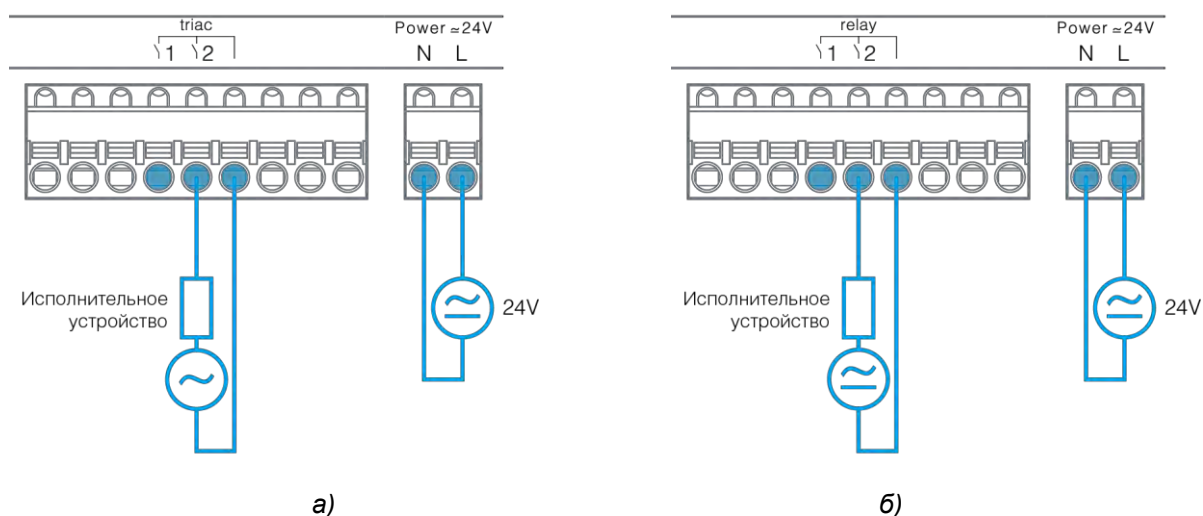 triac
1 2
Power ≃24V
N L
Исполнительное
устройство
24V
а)
relay
1 2
Power ≃24V
N L
Исполнительное
устройство
24V
б)